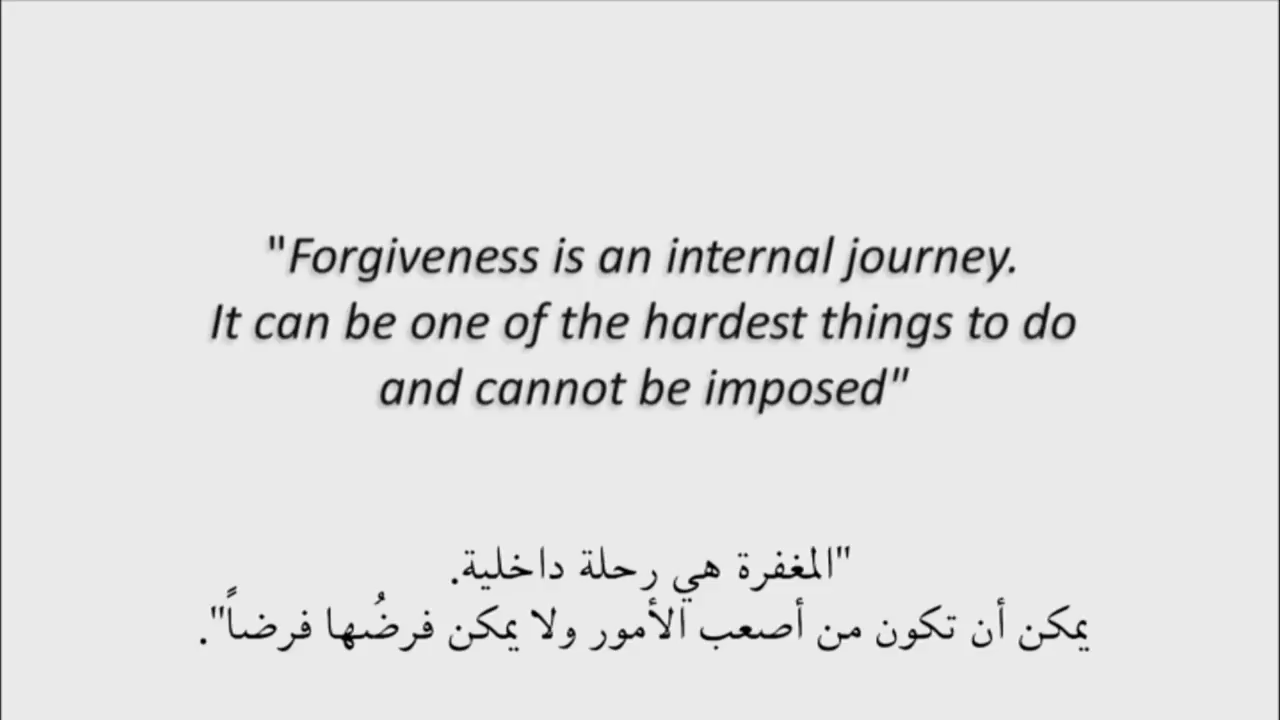 "Forgiveness is an internal journey.
It can be one of the hardest things to do
and cannot be imposed"
"المغفرة هي رحلة داخلية.
يمكن أن تكون من أصعب الأمور ولا يمكن فرضُها فرضاً".